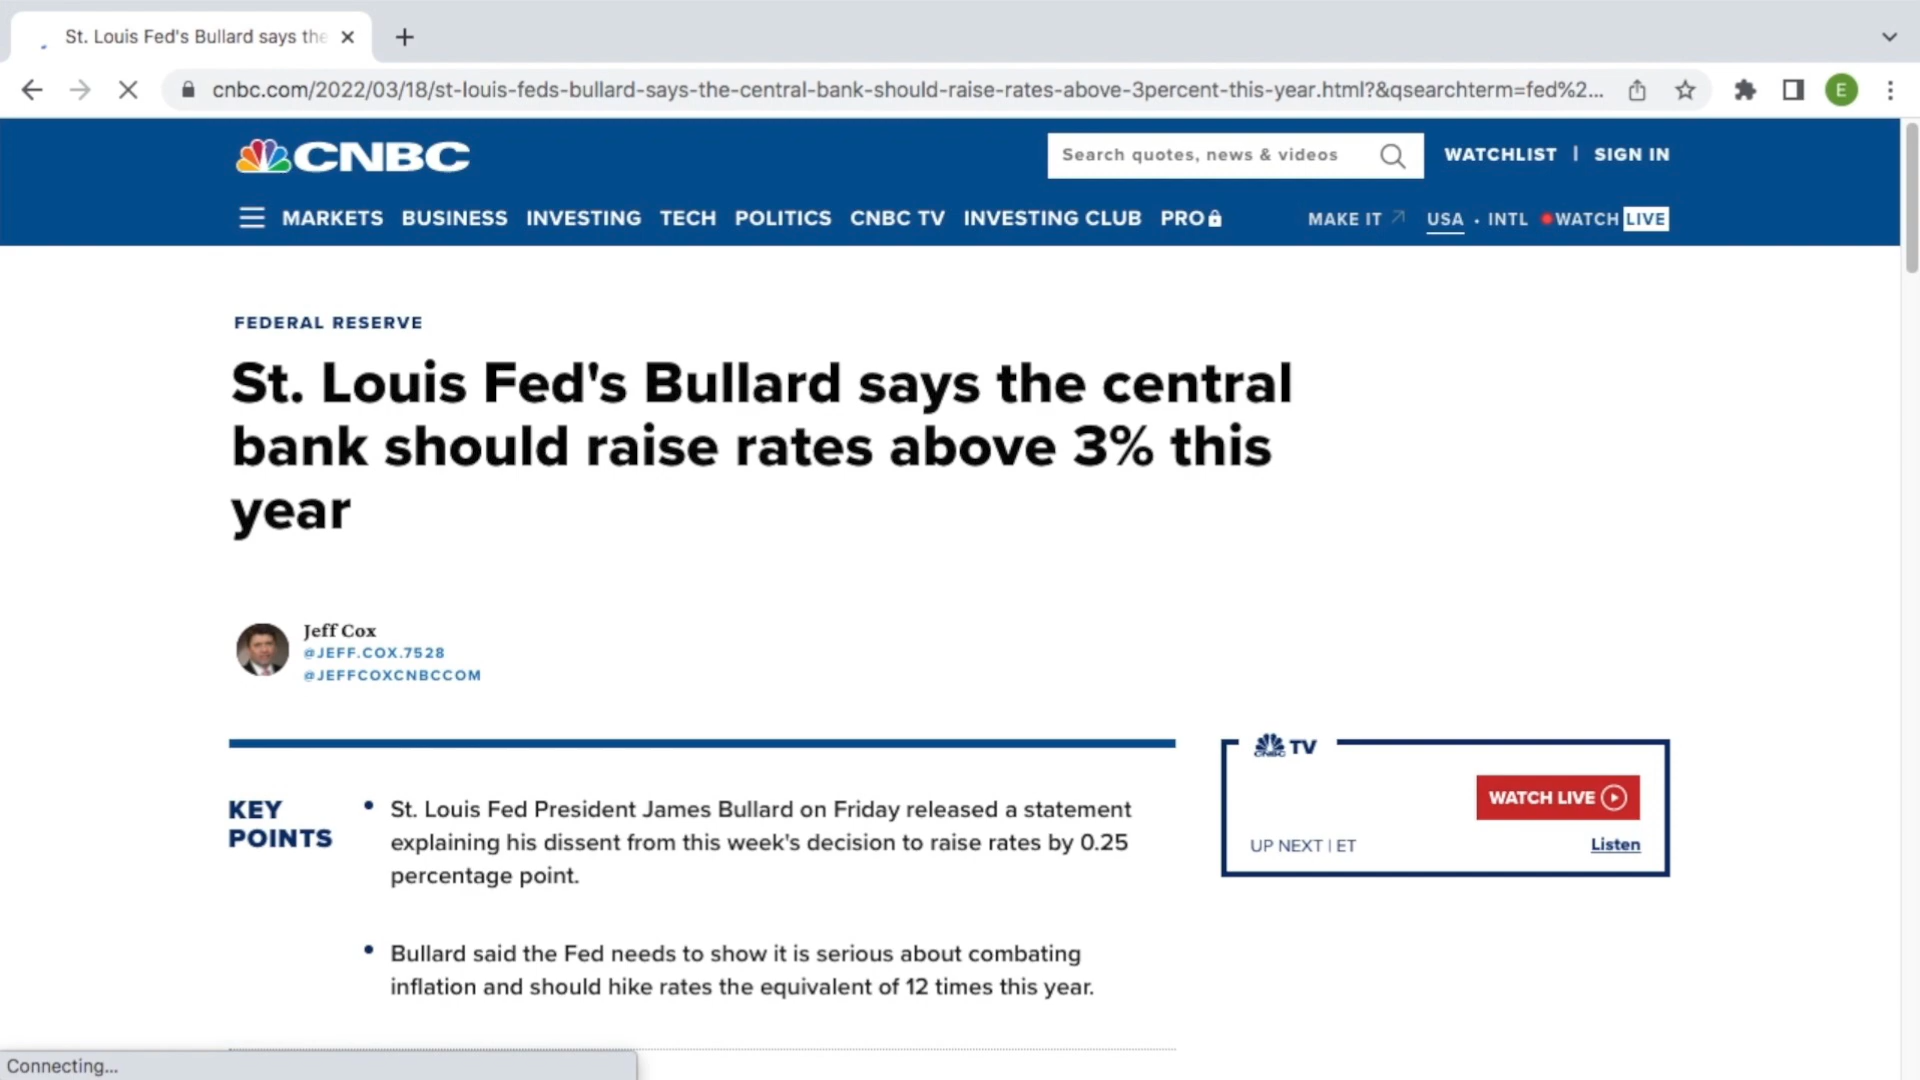 St. Louis Fed's Bullard says the
cnbc.com/2022/03/18/st-louis-feds-bullard-says-the-central-bank-should-raise-rates-above-3percent-this-year.html?&qsearchterm=fed%2...
E
CNBC
Search quotes, news & videos
WATCHLIST | SIGN IN
MARKETS BUSINESS INVESTING TECH POLITICS CNBC TV INVESTING CLUB PRO
MAKE IT USA · INTL WATCH LIVE
FEDERAL RESERVE
St. Louis Fed's Bullard says the central
bank should raise rates above 3% this
year
Jeff Cox
@JEFF.COX.7528
@JEFFCOXCNBCCOM
KEY
POINTS
• St. Louis Fed President James Bullard on Friday released a statement
explaining his dissent from this week's decision to raise rates by 0.25
percentage point.
• Bullard said the Fed needs to show it is serious about combating
inflation and should hike rates the equivalent of 12 times this year.
CNBC TV
WATCH LIVE
UP NEXT | ET
Listen
Connecting...